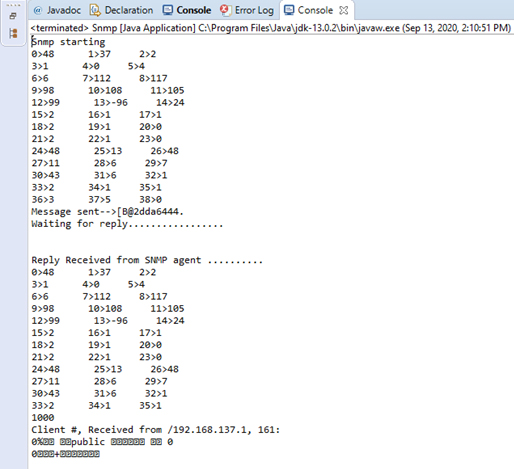 Javadoc Declaration Console Error Log Console
<terminated> Snmp [Java Application] C:\Program Files\Java\jdk-13.0.2\bin\javaw.exe (Sep 13, 2020, 2:10:51 PM)
Snmp starting
0>48 1>37 2>2
3>1 4>0 5>4
6>6 7>112 8>117
9>98 10>108 11>105
12>99 13>-96 14>24
15>2 16>1 17>1
18>2 19>1 20>0
21>2 22>1 23>0
24>48 25>13 26>48
27>11 28>6 29>7
30>43 31>6 32>1
33>2 34>1 35>1
36>3 37>5 38>0
Message sent-->[B@2dda6444.
Waiting for reply.................
Reply Received from SNMP agent ..........
0>48 1>37 2>2
3>1 4>0 5>4
6>6 7>112 8>117
9>98 10>108 11>105
12>99 13>-96 14>24
15>2 16>1 17>1
18>2 19>1 20>0
21>2 22>1 23>0
24>48 25>13 26>48
27>11 28>6 29>7
30>43 31>6 32>1
33>2 34>1 35>1
1000
Client #, Received from /192.168.137.1, 161:
0% public 0
0 +